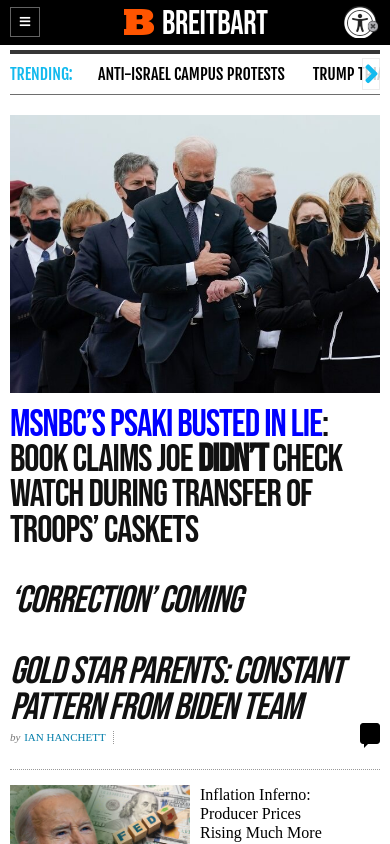 BREITBART
TRENDING: ANTI-ISRAEL CAMPUS PROTESTS TRUMP
MSNBC'S PSAKI BUSTED IN LIE:
BOOK CLAIMS JOE DIDN'T CHECK
WATCH DURING TRANSFER OF
TROOPS' CASKETS
'CORRECTION' COMING
GOLD STAR PARENTS: CONSTANT
PATTERN FROM BIDEN TEAM
by IAN HANCHETT
Inflation Inferno:
Producer Prices
Rising Much More
FEDE